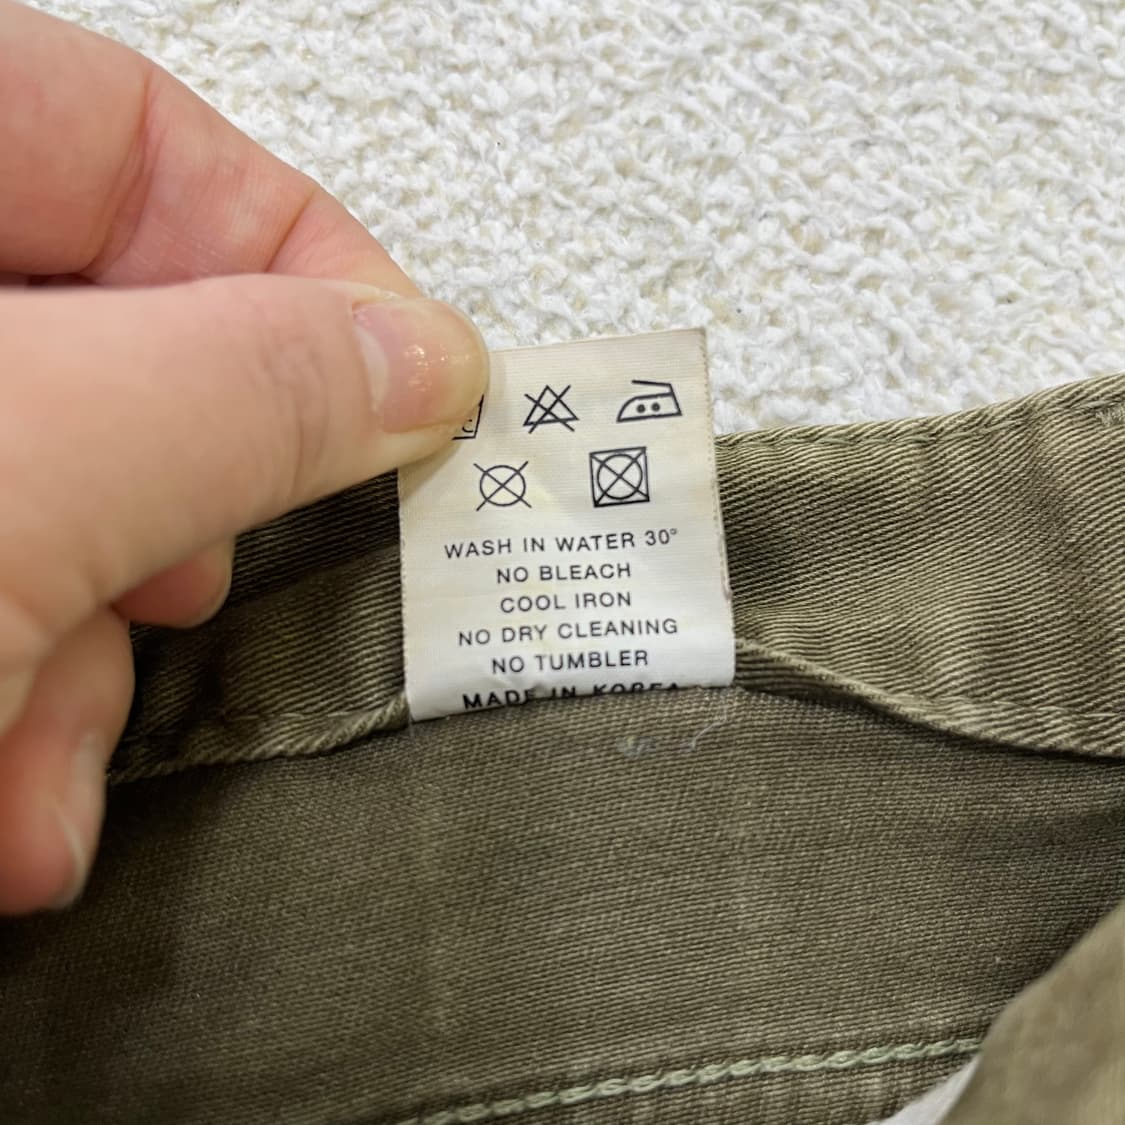 C
WASH IN WATER 30°
NO BLEACH
COOL IRON
NO DRY CLEANING
NO TUMBLER
MADE IN KOREA